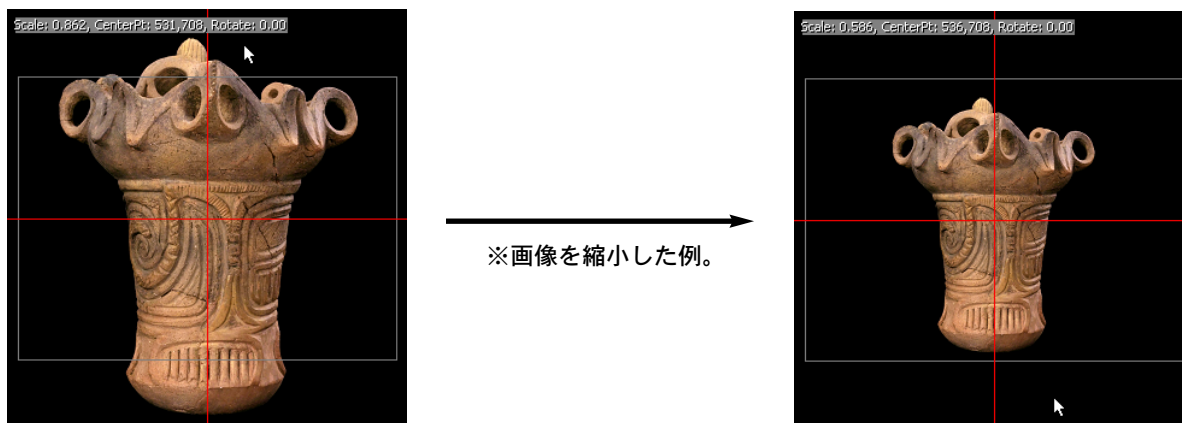 Scale: 0.862, CenterPt: 531,708, Rotate: 0.00
Scale: 0.586, CenterPt: 536,708, Rotate: 0.00
※画像を縮小した例。